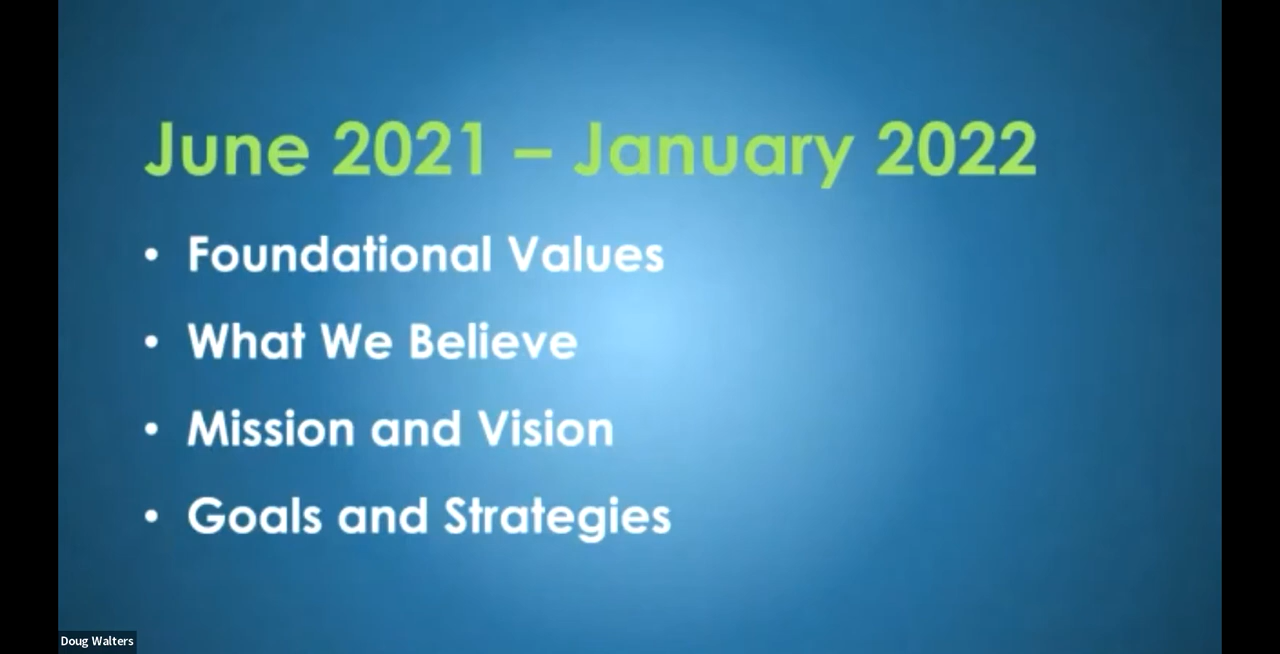 June 2021 – January 2022
• Foundational Values
• What We Believe
• Mission and Vision
• Goals and Strategies
Doug Walters